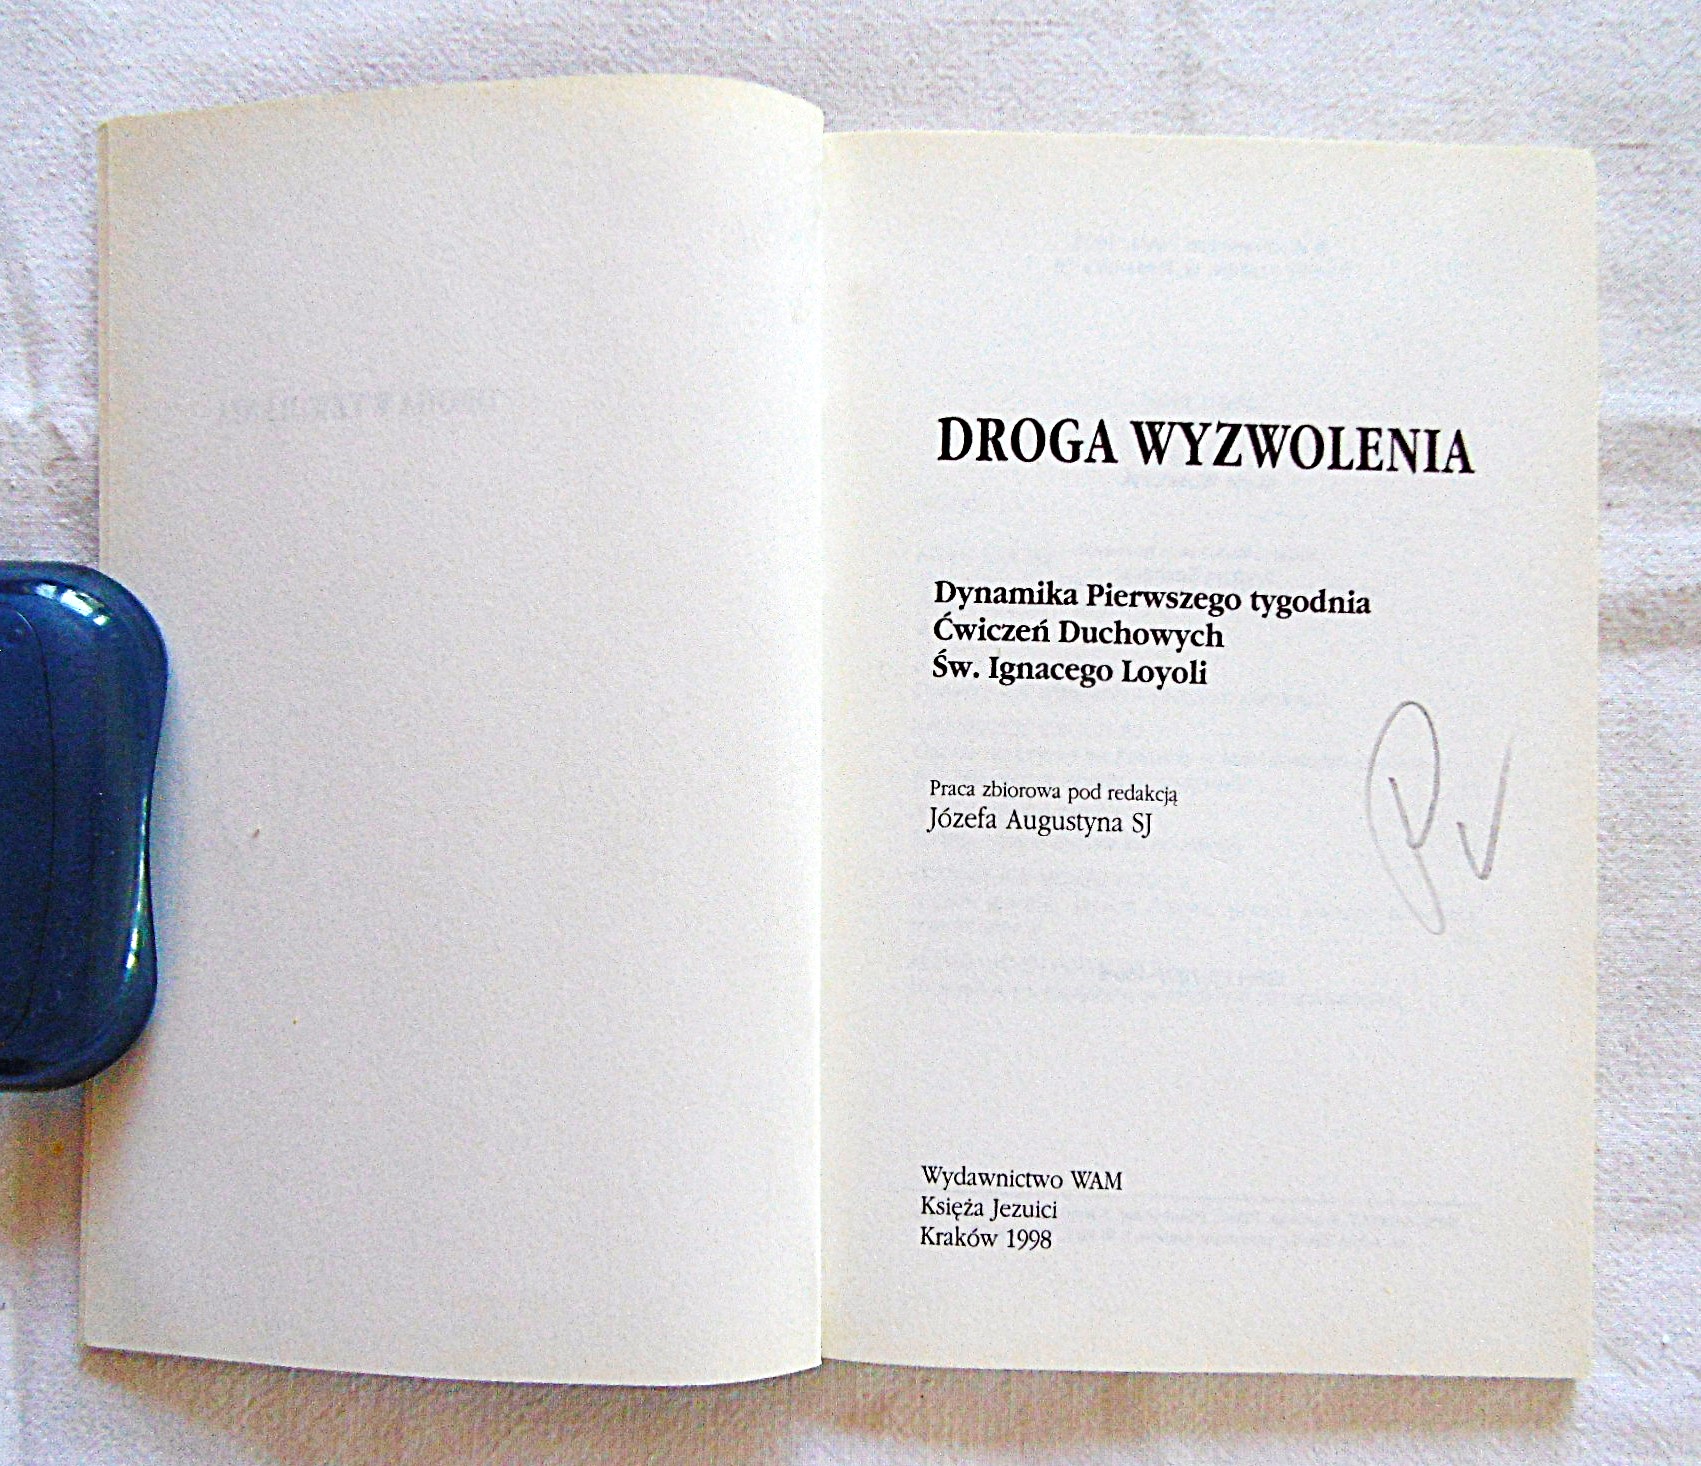 DROGA WYZWOLENIA
Dynamika Pierwszego tygodnia
Ćwiczeń Duchowych
Św. Ignacego Loyoli
Praca zbiorowa pod redakcją
Józefa Augustyna SJ
Wydawnictwo WAM
Księża Jezuici
Kraków 1998